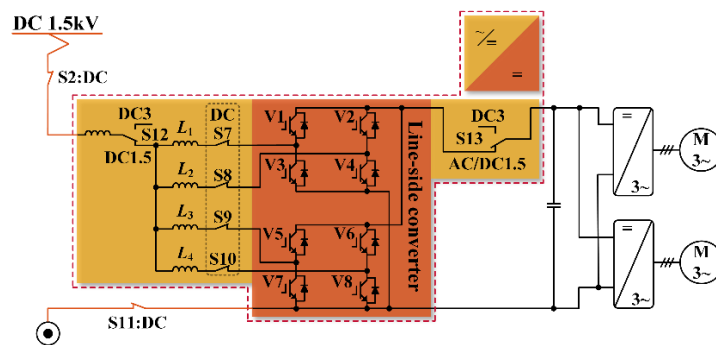 DC 1.5kV
S2:DC
~/=
=
DC3
S12
DC1.5
L1
DC
S7
L2
S8
L3
S9
L4
S10
V1
V2
V3
V4
V5
V6
V7
V8
Line-side converter
DC3
S13
AC/DC1.5
S11:DC
=
3~
M
3~
=
3~
M
3~